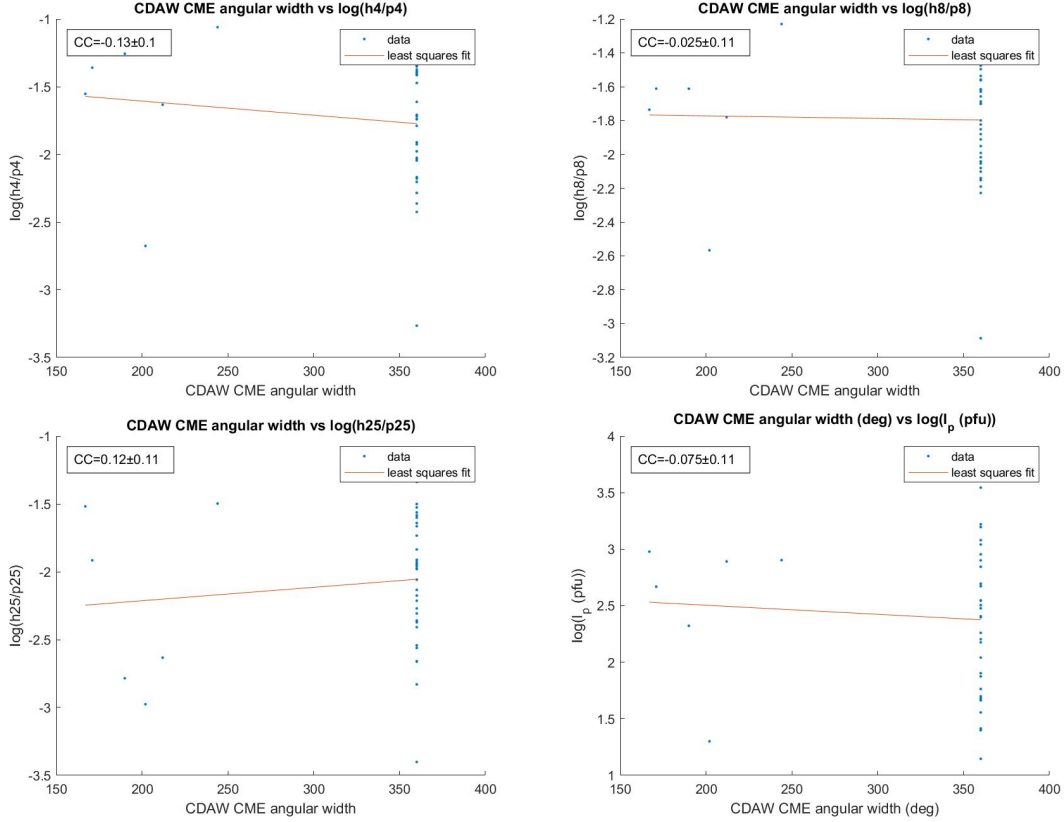 CDAW CME angular width vs log(h4/p4)
CC=-0.13±0.1
data
least squares fit
-1
-1.5
-2
-2.5
-3
-3.5
log(h4/p4)
150 200 250 300 350 400
CDAW CME angular width
CDAW CME angular width vs log(h8/p8)
CC=-0.025±0.11
data
least squares fit
-1.2
-1.4
-1.6
-1.8
-2
-2.2
-2.4
-2.6
-2.8
-3
-3.2
log(h8/p8)
150 200 250 300 350 400
CDAW CME angular width
CDAW CME angular width vs log(h25/p25)
CC=0.12±0.11
data
least squares fit
-1
-1.5
-2
-2.5
-3
-3.5
log(h25/p25)
150 200 250 300 350 400
CDAW CME angular width
CDAW CME angular width (deg) vs log(I_p (pfu))
CC=-0.075±0.11
data
least squares fit
4
3.5
3
2.5
2
1.5
1
log(I_p (pfu))
150 200 250 300 350 400
CDAW CME angular width (deg)